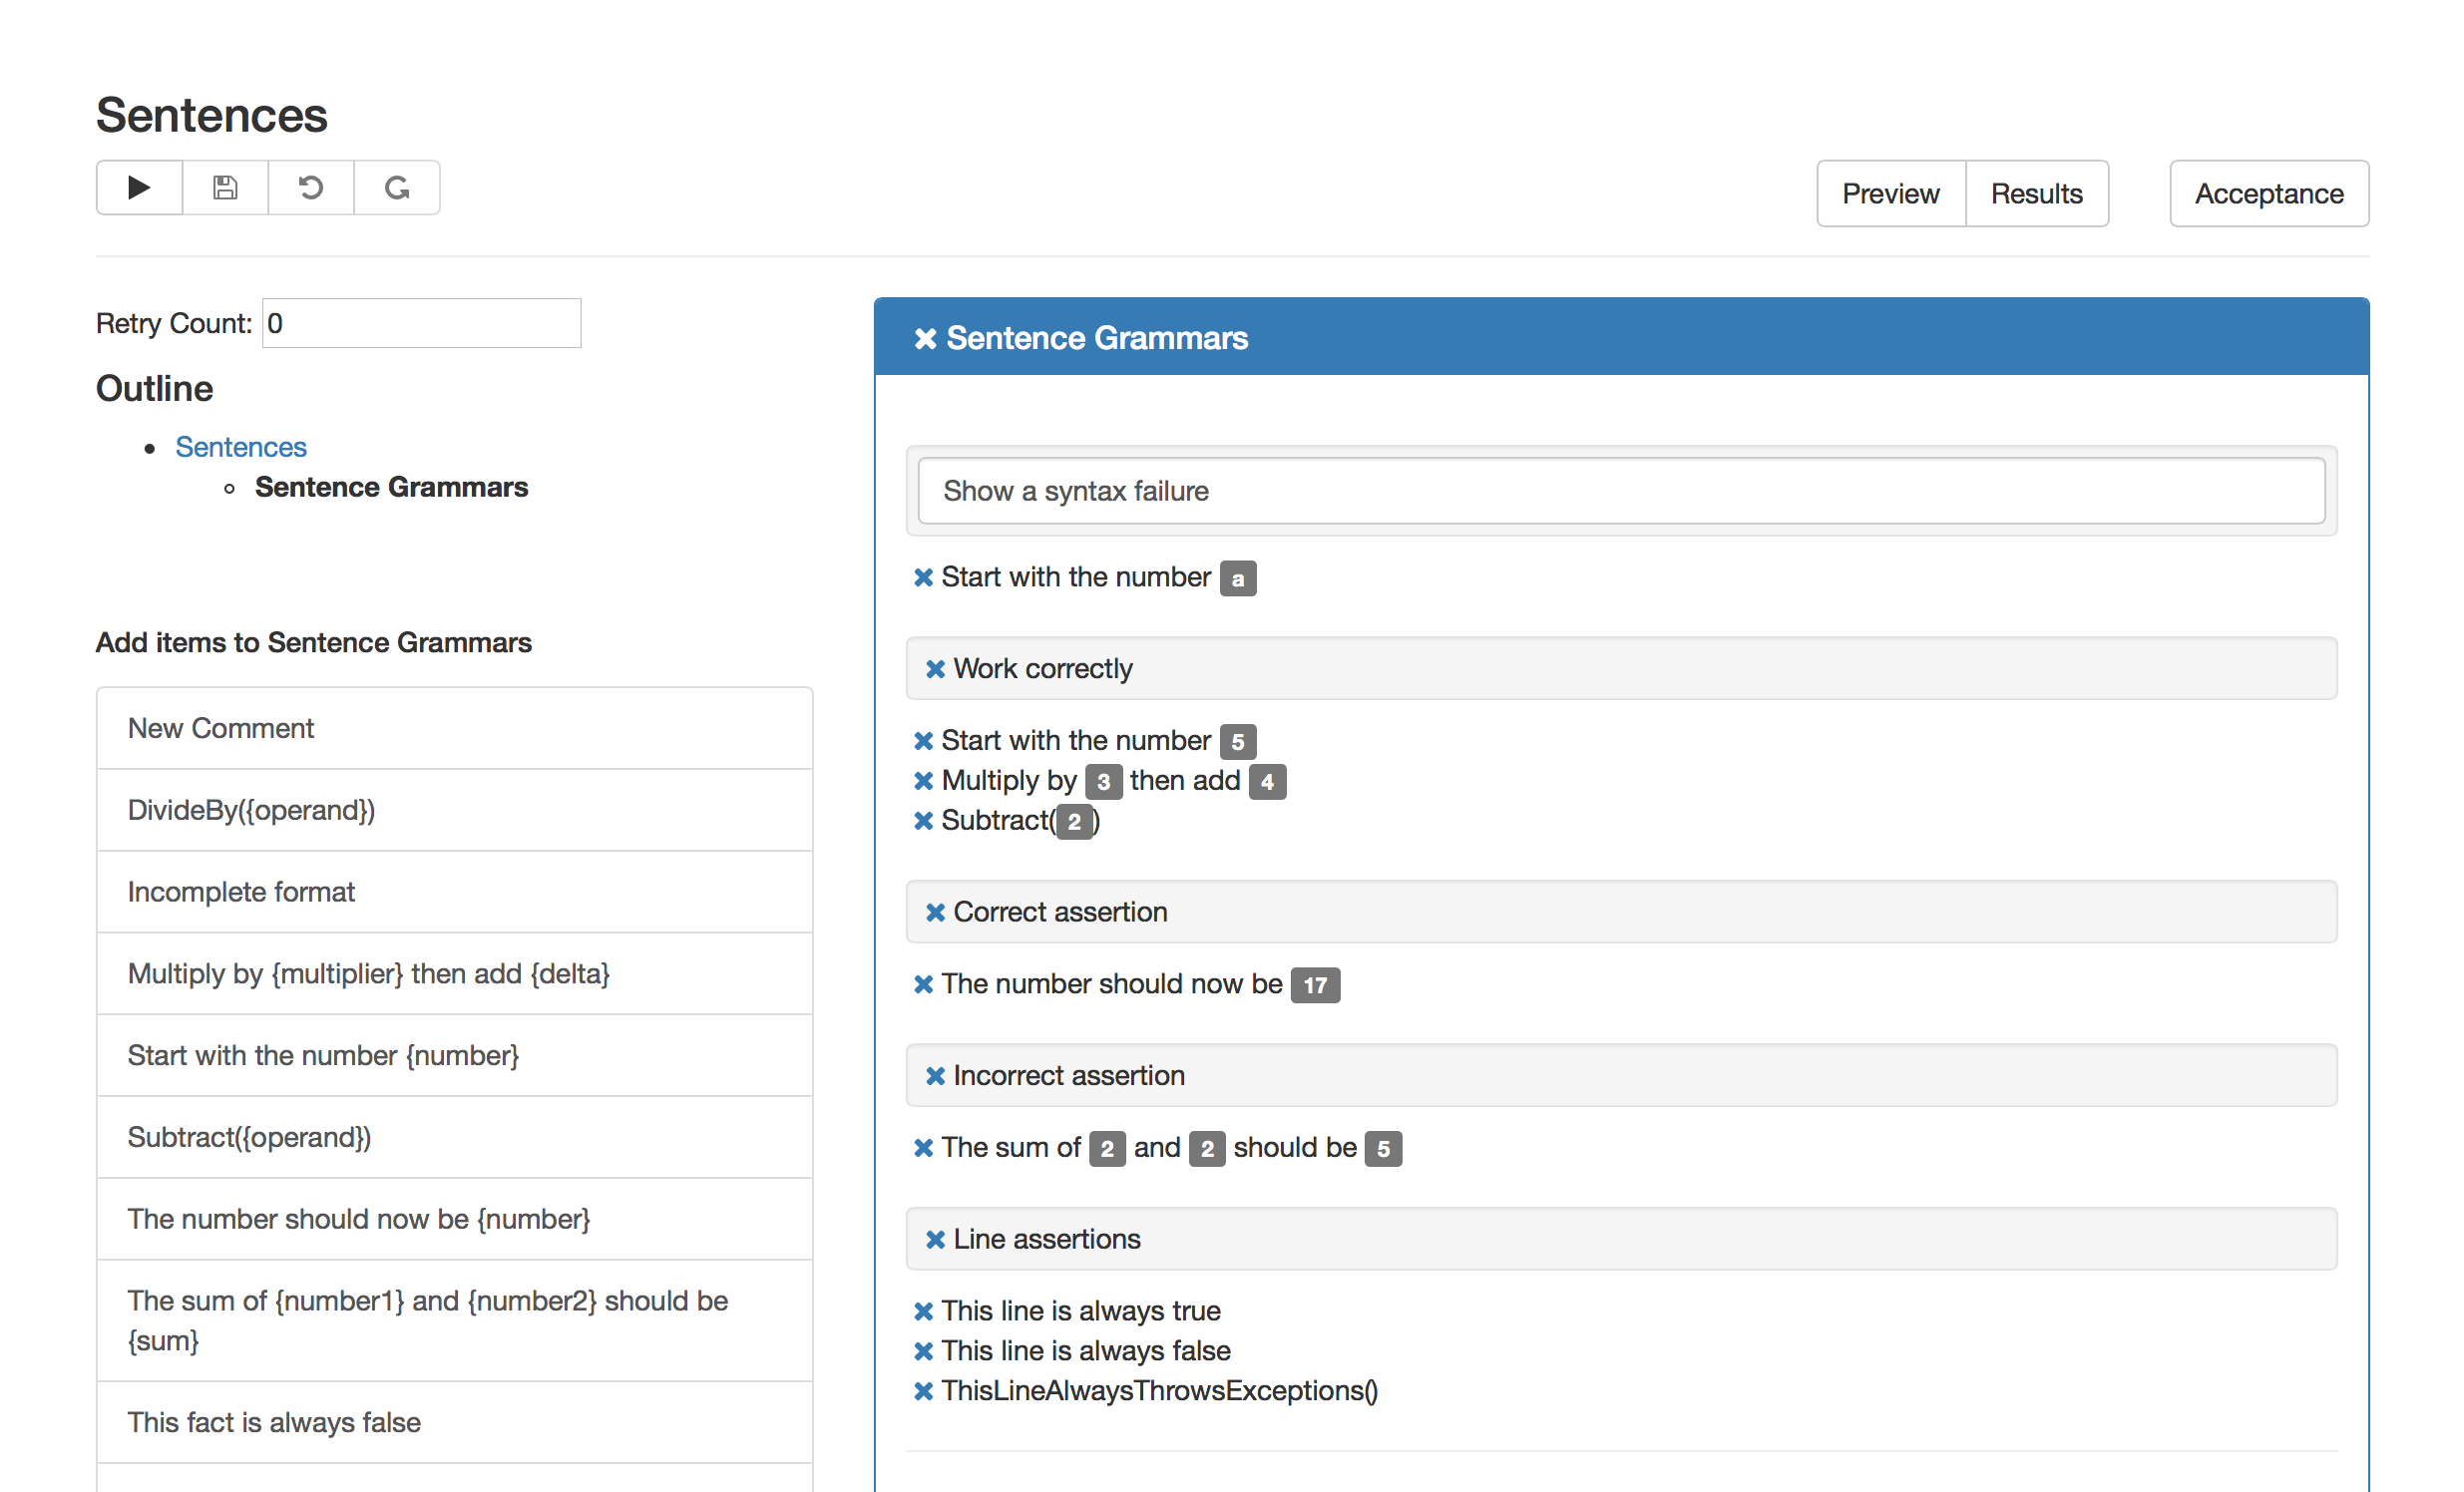 Sentences
Preview
Results
Acceptance
Retry Count: 0
Outline
Sentences
Sentence Grammars
Add items to Sentence Grammars
New Comment
DivideBy({operand})
Incomplete format
Multiply by {multiplier} then add {delta}
Start with the number {number}
Subtract({operand})
The number should now be {number}
The sum of {number1} and {number2} should be
{sum}
This fact is always false
Sentence Grammars
Show a syntax failure
Start with the number a
Work correctly
Start with the number 5
Multiply by 3 then add 4
Subtract(2)
Correct assertion
The number should now be 17
Incorrect assertion
The sum of 2 and 2 should be 5
Line assertions
This line is always true
This line is always false
ThisLineAlwaysThrowsExceptions()